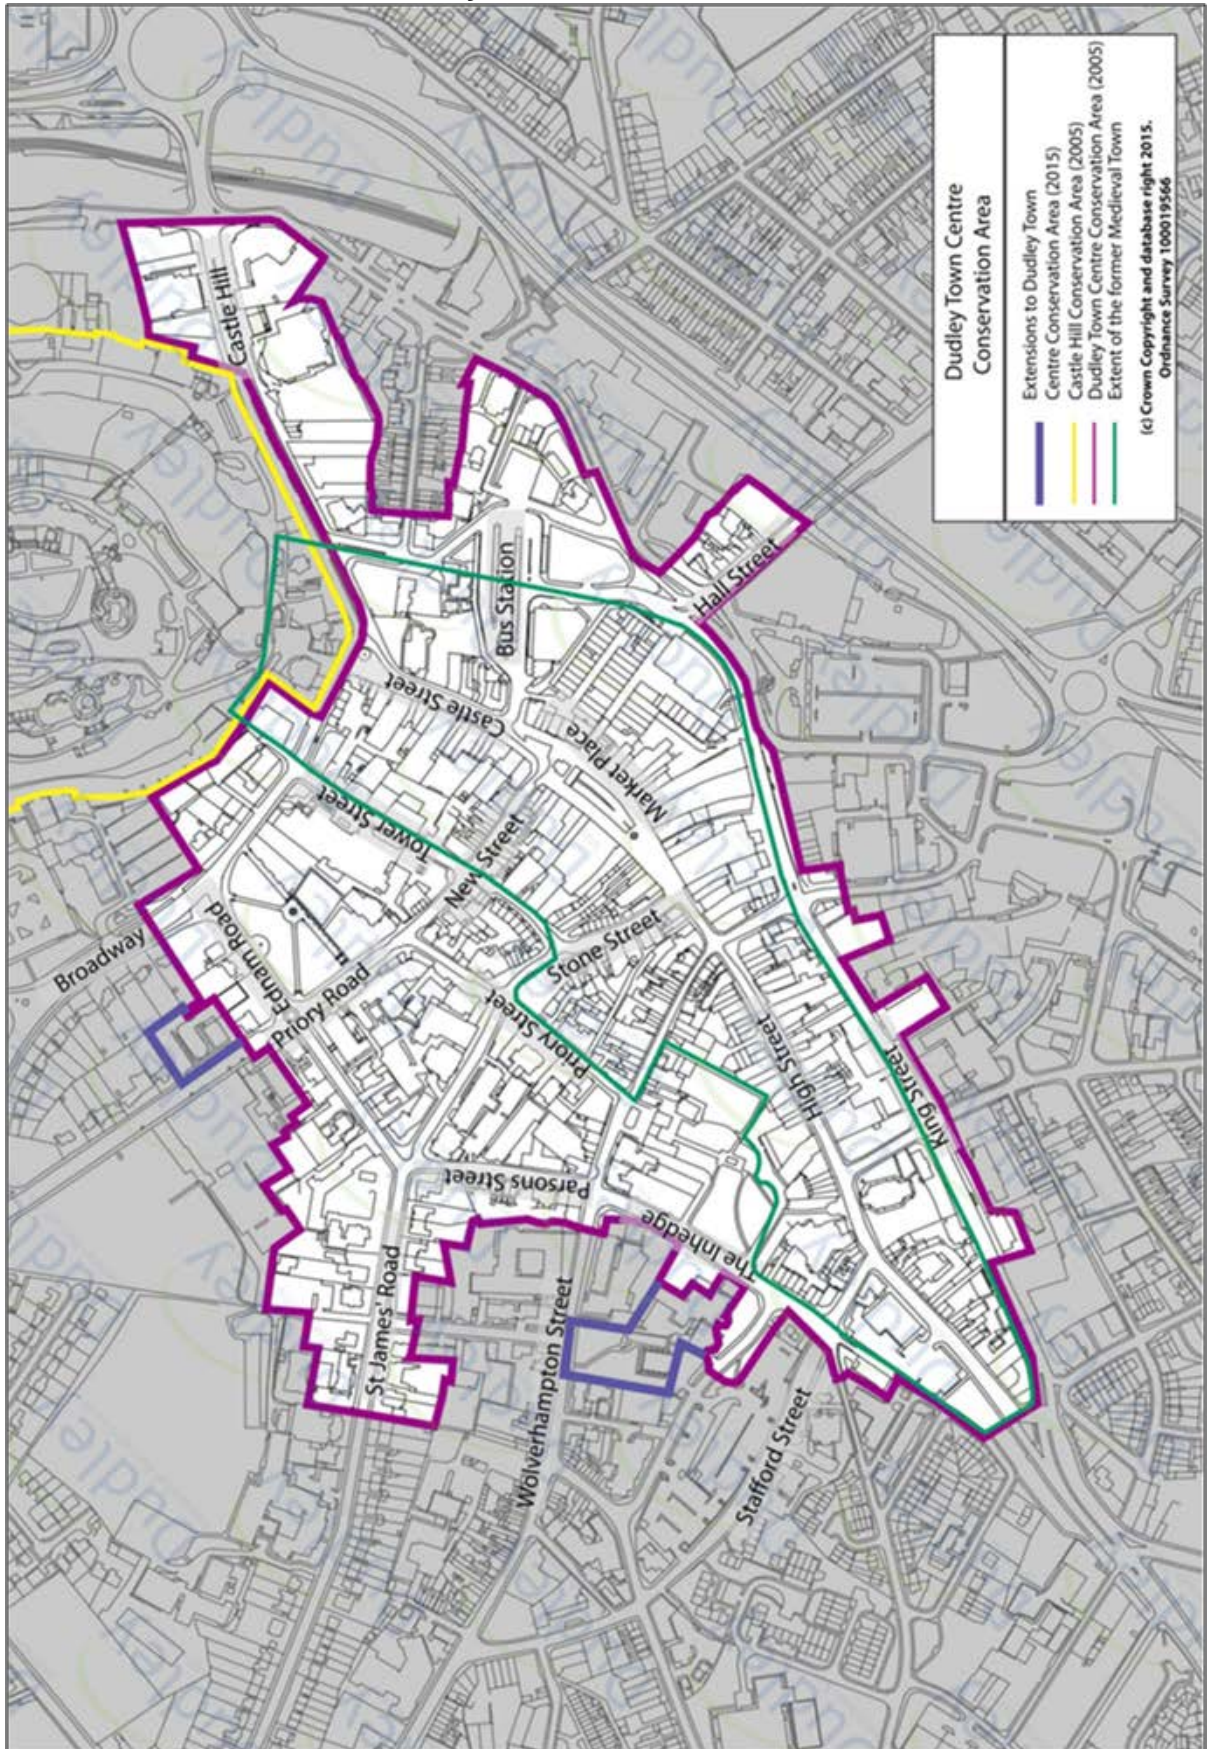 Dudley Town Centre
Conservation Area
Extensions to Dudley Town
Centre Conservation Area (2015)
Castle Hill Conservation Area (2005)
Dudley Town Centre Conservation Area (2005)
Extent of the former Medieval Town
(c) Crown Copyright and database right 2015.
Ordnance Survey 100019566
Castle Hill
Broadway
Ednam Road
Priory Road
Tower Street
New Street
Castle Street
Bus Station
Market Place
Hall Street
Stone Street
Priory Street
Parsons Street
St James' Road
The Inhedge
High Street
King Street
Wolverhampton Street
Stafford Street